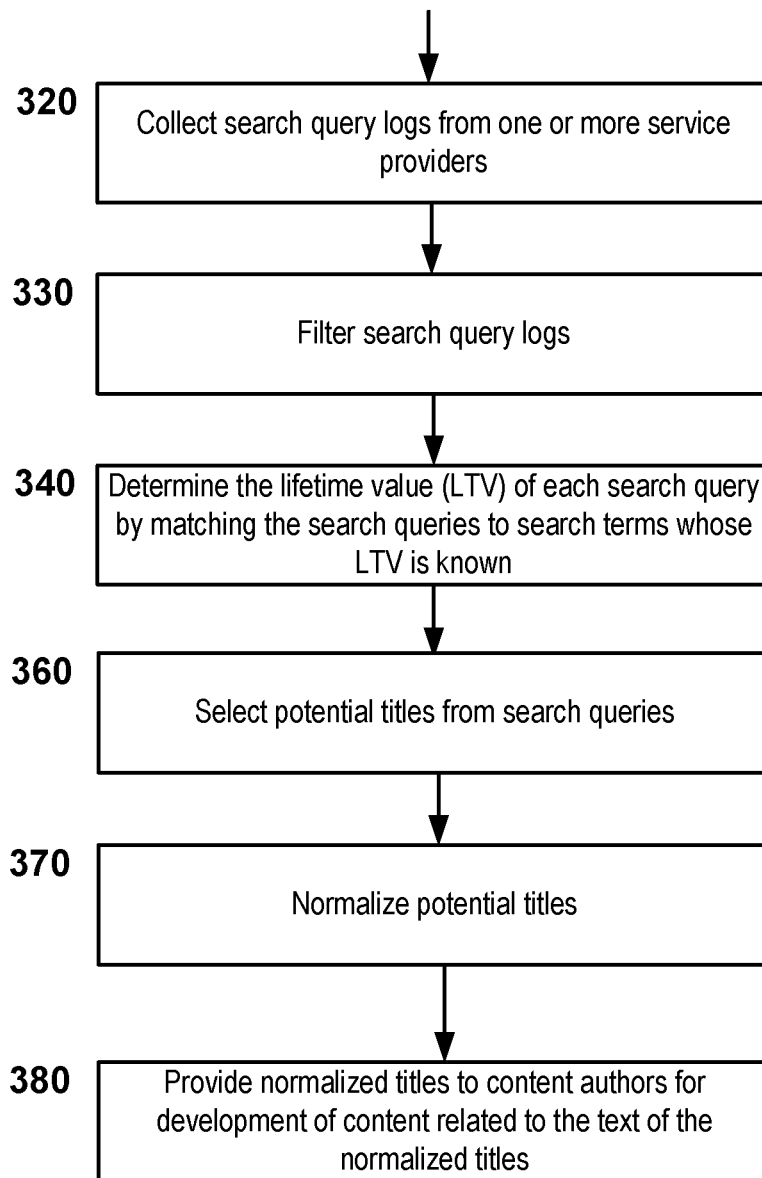 320
Collect search query logs from one or more service
providers
330
Filter search query logs
340
Determine the lifetime value (LTV) of each search query
by matching the search queries to search terms whose
LTV is known
360
Select potential titles from search queries
370
Normalize potential titles
380
Provide normalized titles to content authors for
development of content related to the text of the
normalized titles